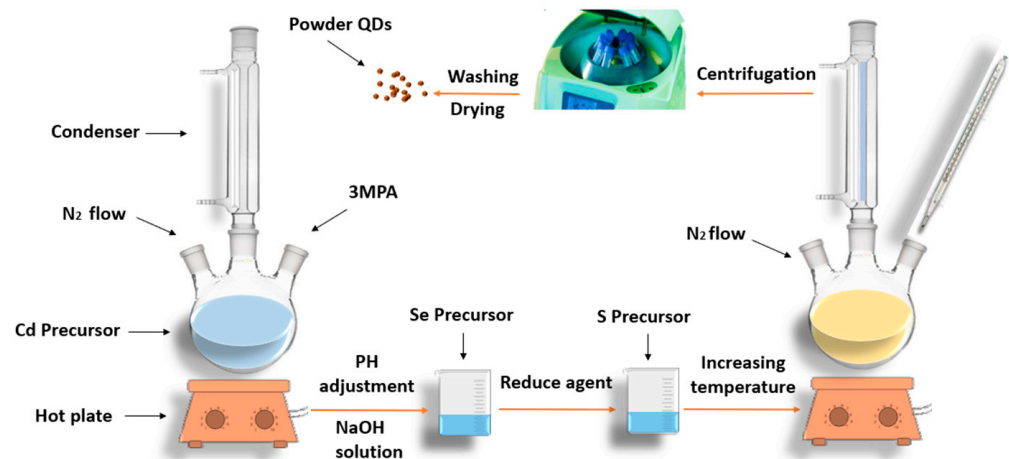 Powder QDs
Washing
Drying
Centrifugation
Condenser
3MPA
N₂ flow
N₂ flow
Cd Precursor
Se Precursor
S Precursor
PH
adjustment
Reduce agent
Increasing
temperature
Hot plate
NaOH
solution